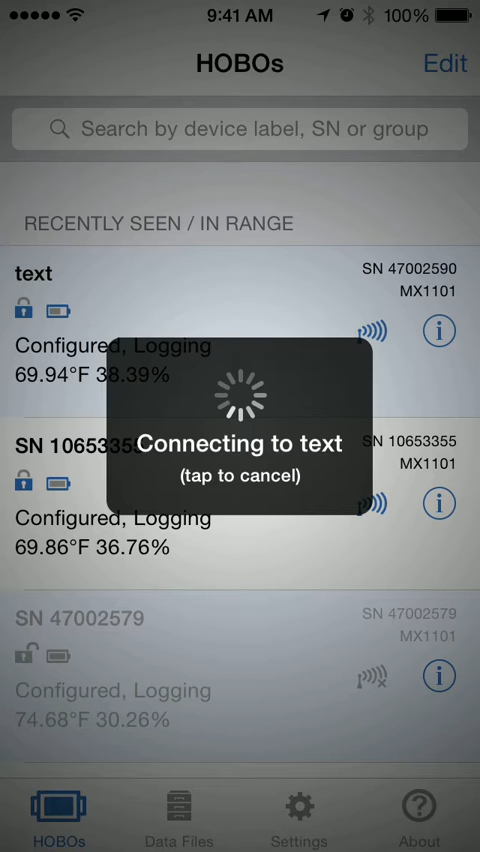 9:41 AM 100%
HOBOs Edit
Search by device label, SN or group
RECENTLY SEEN / IN RANGE
text SN 47002590
MX1101
Configured, Logging
69.94°F 38.39%
Connecting to text
(tap to cancel)
SN 10653355 SN 10653355
MX1101
Configured, Logging
69.86°F 36.76%
SN 47002579 SN 47002579
MX1101
Configured, Logging
74.68°F 30.26%
HOBOs Data Files Settings About